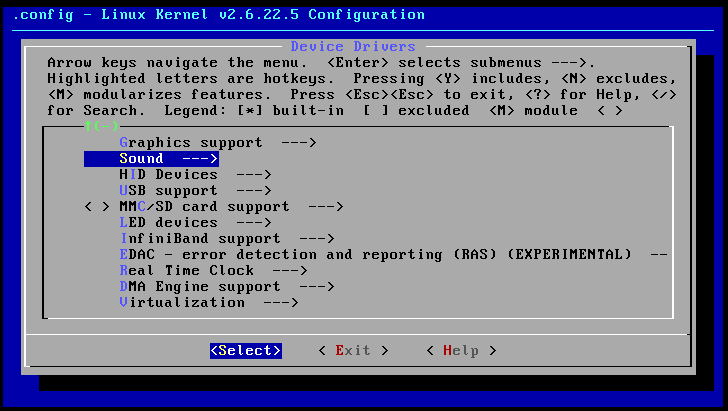 .config - Linux Kernel v2.6.22.5 Configuration
Device Drivers
Arrow keys navigate the menu.  <Enter> selects submenus --->.
Highlighted letters are hotkeys.  Pressing <Y> includes, <N> excludes,
<M> modularizes features.  Press <Esc><Esc> to exit, <?> for Help, </>
for Search.  Legend: [*] built-in  [ ] excluded  <M> module  < >
↑(-)
Graphics support  --->
Sound  --->
HID Devices  --->
USB support  --->
< > MMC/SD card support  --->
LED devices  --->
InfiniBand support  --->
EDAC - error detection and reporting (RAS) (EXPERIMENTAL)  --
Real Time Clock  --->
DMA Engine support  --->
Virtualization  --->
<Select>    < Exit >    < Help >